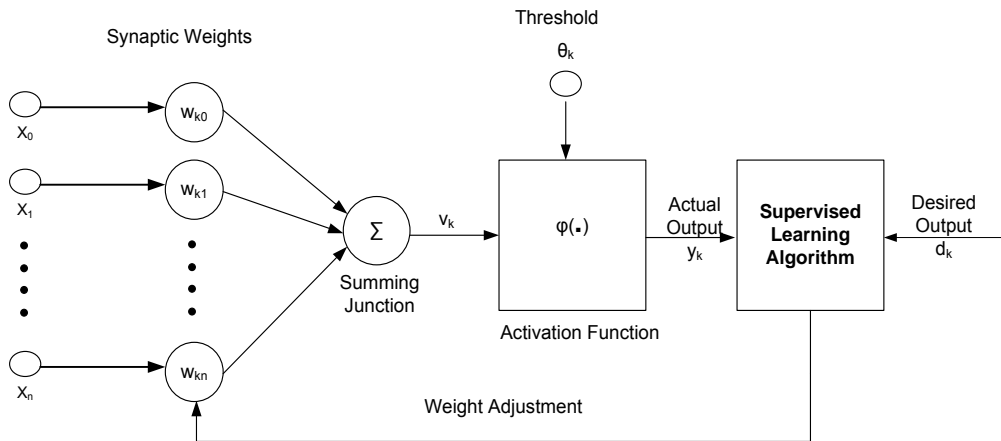 Threshold
θk
Synaptic Weights
X0
wk0
X1
wk1
Xn
wkn
Σ
Summing
Junction
vk
φ(.)
Activation Function
Actual
Output
yk
Supervised
Learning
Algorithm
Desired
Output
dk
Weight Adjustment